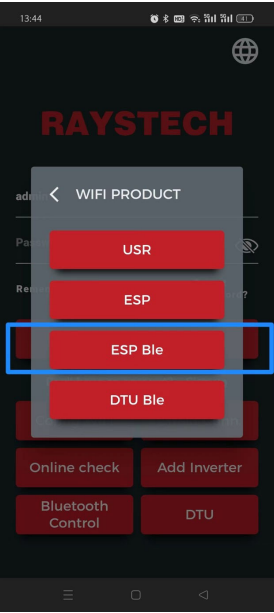 13:44
RAYSTECH
WIFI PRODUCT
USR
ESP
ESP Ble
DTU Ble
Online check
Add Inverter
Bluetooth
Control
DTU